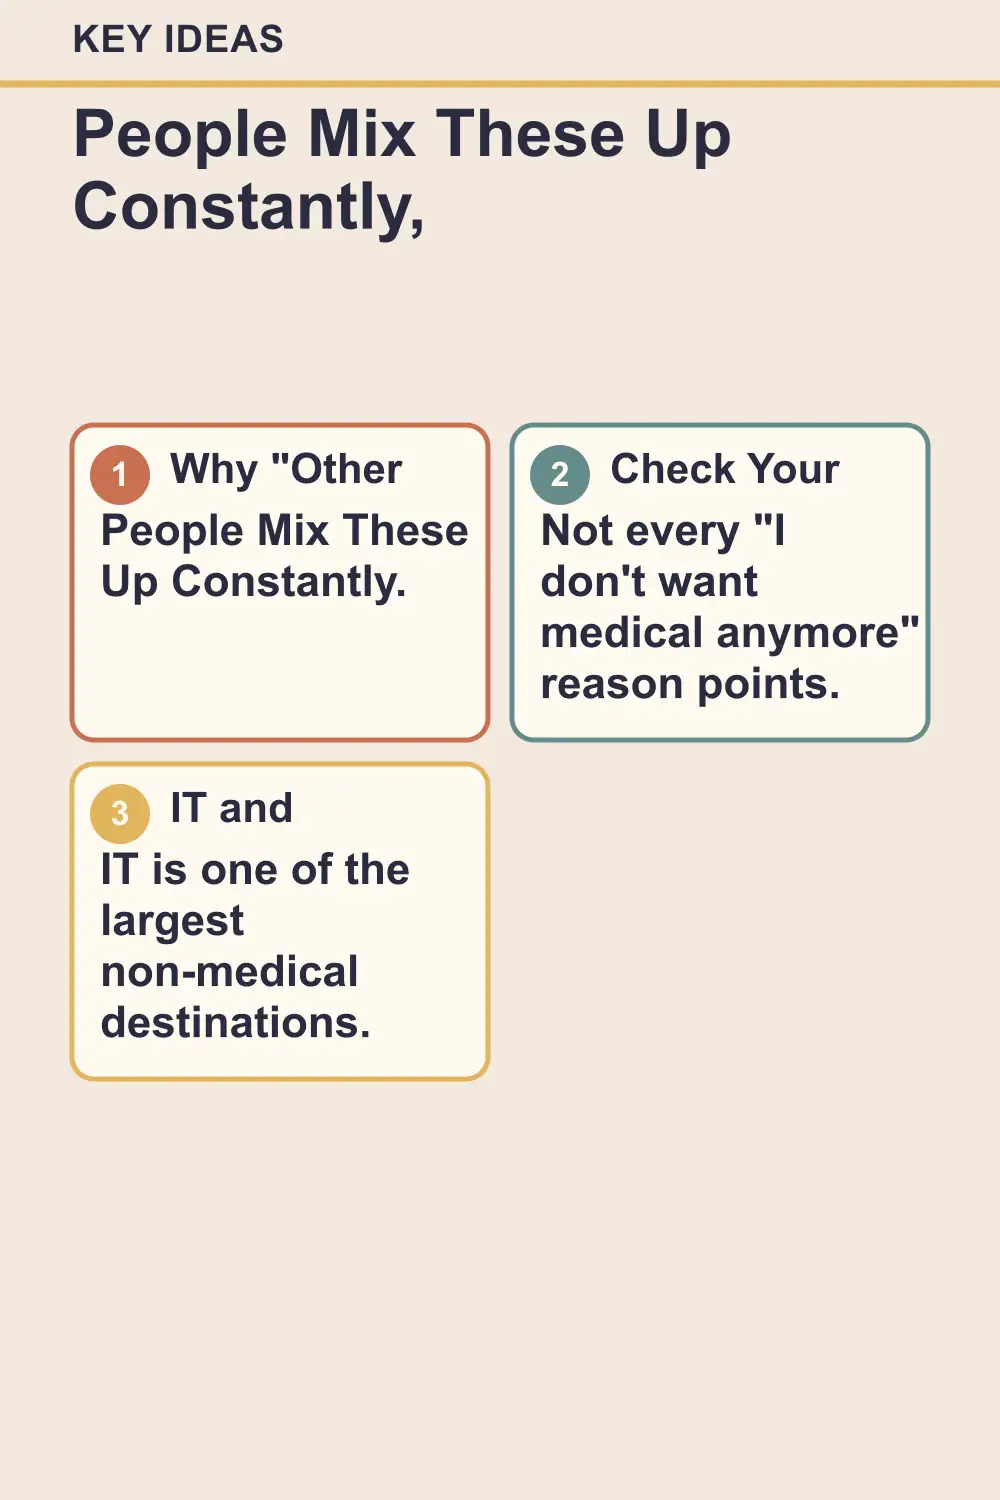 KEY IDEAS
People Mix These Up
Constantly,
1
Why "Other
People Mix These
Up Constantly.
2
Check Your
Not every "I
don't want
medical anymore"
reason points.
3
IT and
IT is one of the
largest
non-medical
destinations.